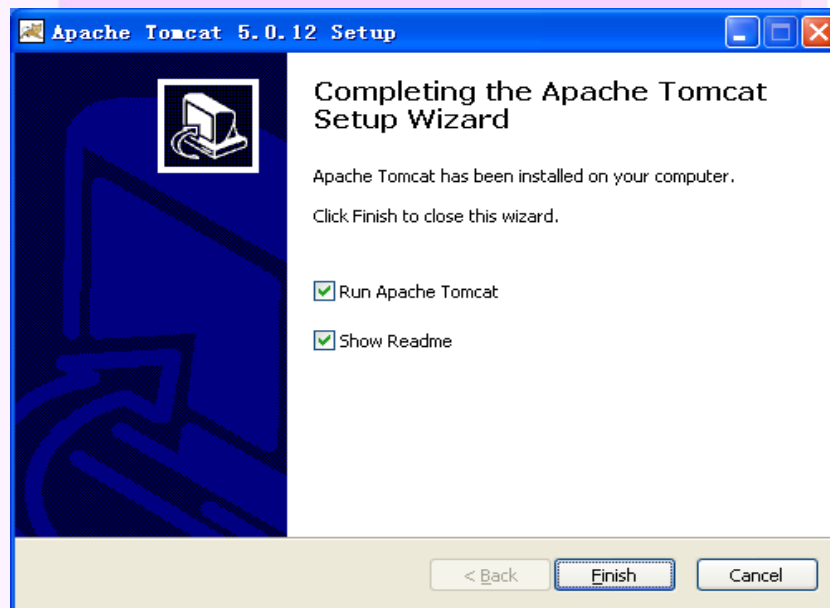 Apache Tomcat 5.0.12 Setup
Completing the Apache Tomcat
Setup Wizard
Apache Tomcat has been installed on your computer.
Click Finish to close this wizard.
Run Apache Tomcat
Show Readme
< Back
Finish
Cancel